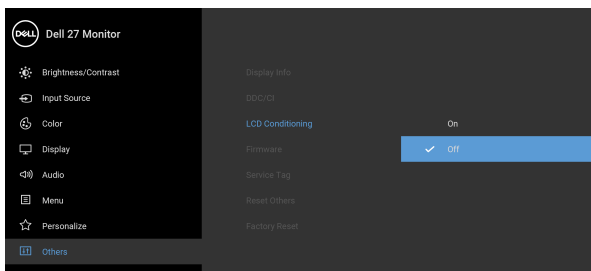 DELL Dell 27 Monitor
Brightness/Contrast Display Info
Input Source DDC/CI
Color LCD Conditioning On
Display Firmware Off
Audio Service Tag
Menu Reset Others
Personalize Factory Reset
Others